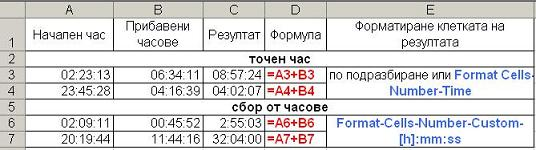 A B C D E
1 Начален час Прибавени часове Резултат Формула Форматиране клетката на резултата
2 точен час
3 02:23:13 06:34:11 08:57:24 =A3+B3 по подразбиране или Format Cells-
4 23:45:28 04:16:39 04:02:07 =A4+B4 Number-Time
5 сбор от часове
6 02:09:11 00:45:52 2:55:03 =A6+B6 Format-Cells-Number-Custom-
7 20:19:44 11:44:16 32:04:00 =A7+B7 [h]:mm:ss